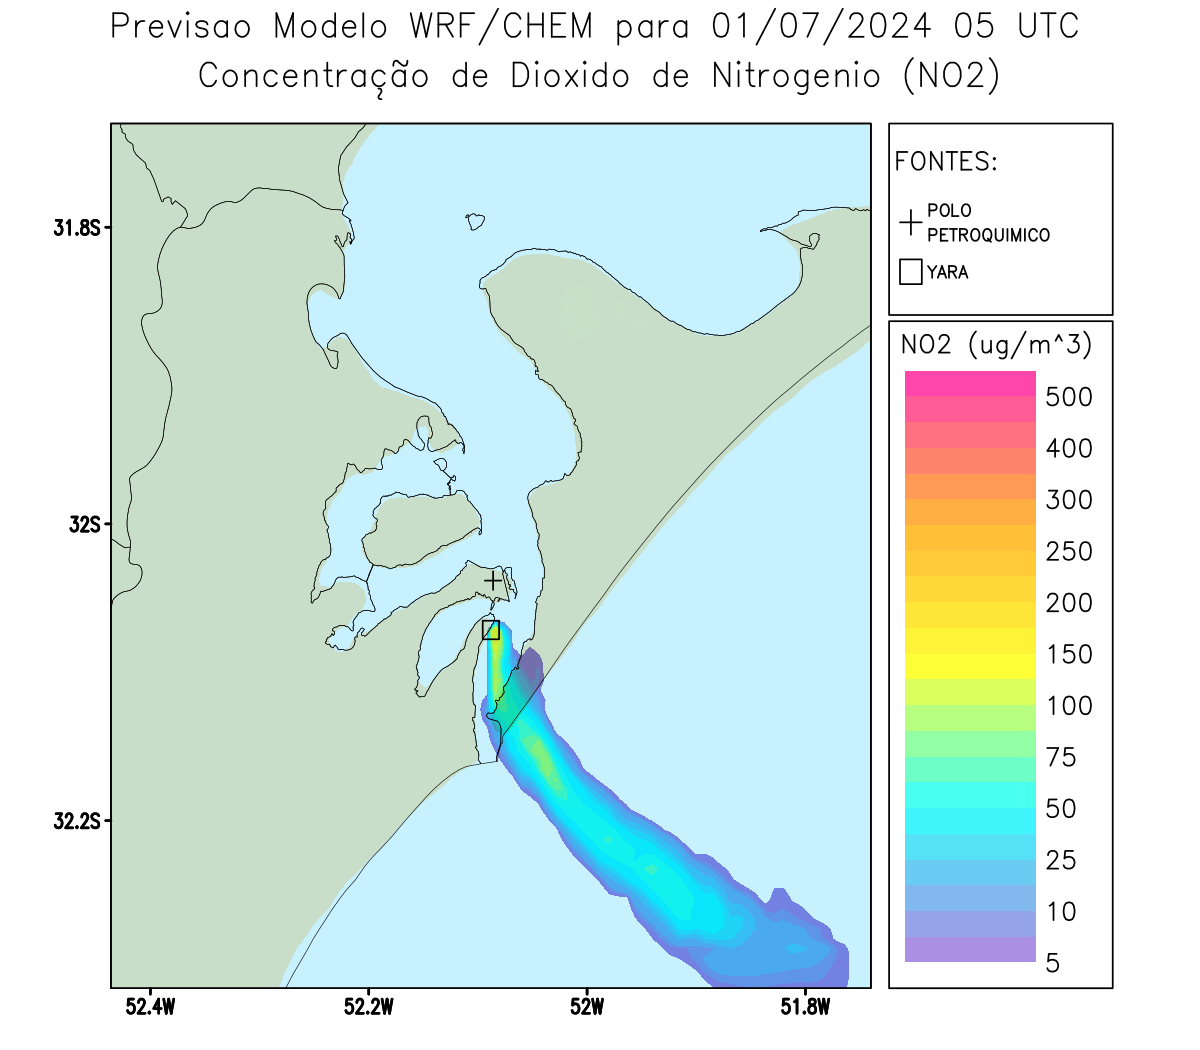 Previsao Modelo WRF/CHEM para 01/07/2024 05 UTC
Concentração de Dioxido de Nitrogenio (NO2)
FONTES:
POLO
PETROQUIMICO
YARA
NO2 (ug/m^3)
500
400
300
250
200
150
100
75
50
25
10
5
31.8S
32S
32.2S
52.4W
52.2W
52W
51.8W